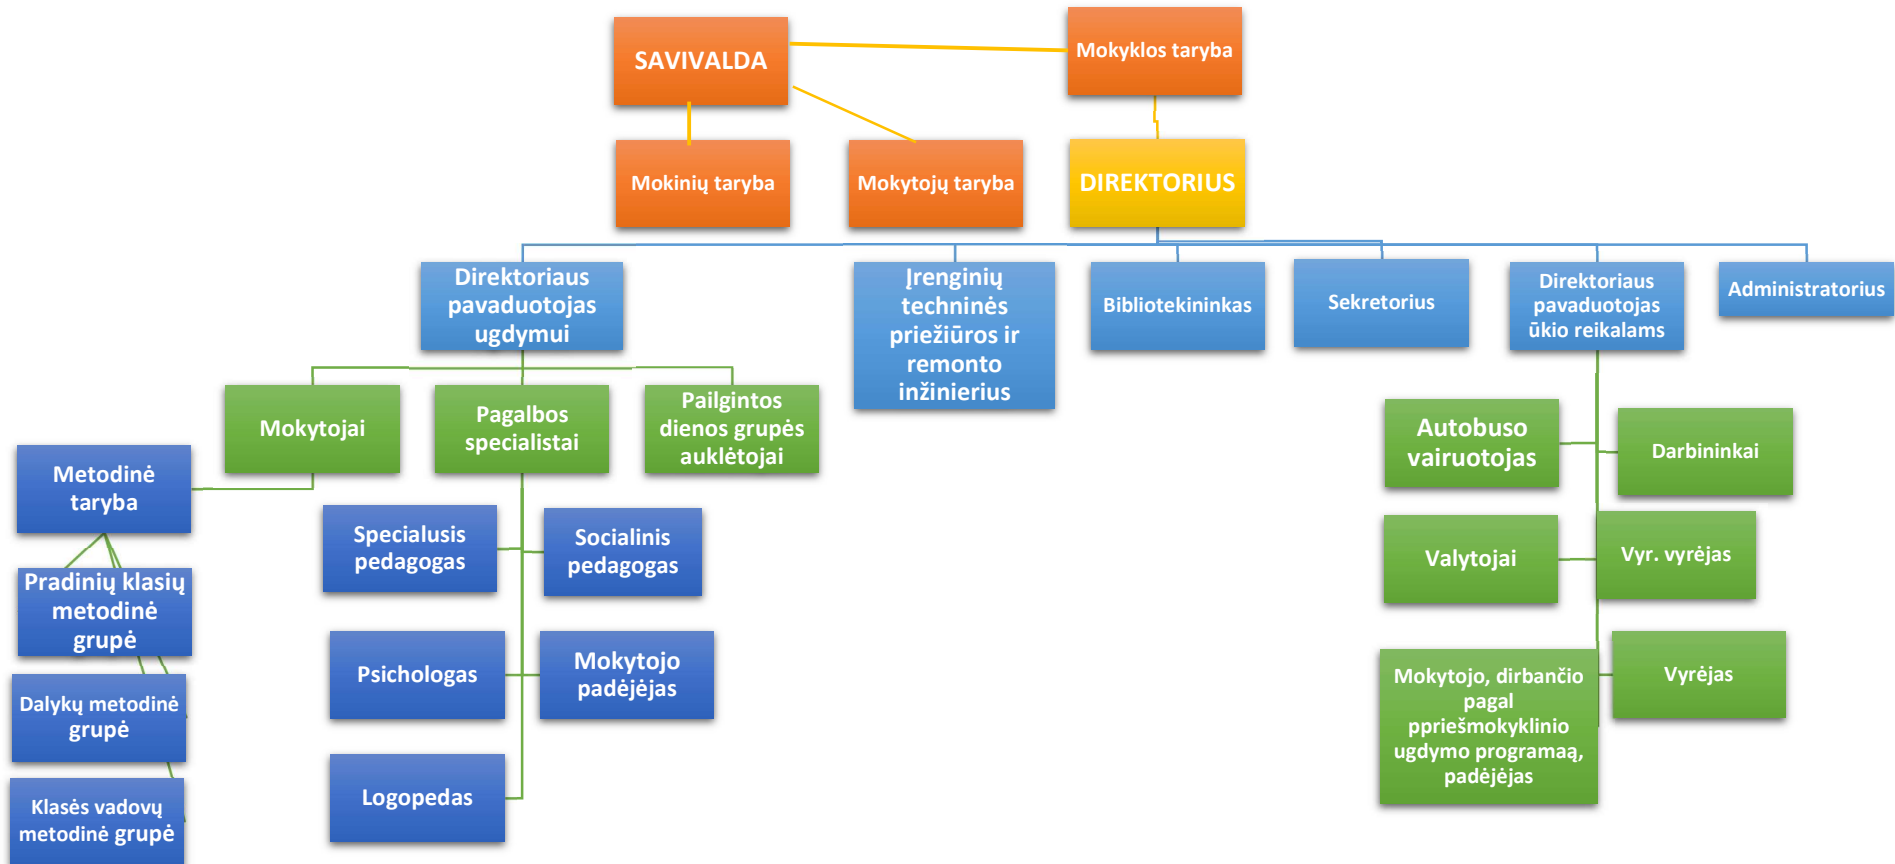 SAVIVALDA
Mokyklos taryba
Mokinių taryba
Mokytojų taryba
DIREKTORIUS
Direktoriaus
pavaduotojas
ugdymui
Įrenginių
techninės
priežiūros ir
remonto
inžinierius
Bibliotekininkas
Sekretorius
Direktoriaus
pavaduotojas
ūkio reikalams
Administratorius
Mokytojai
Pagalbos
specialistai
Pailgintos
dienos grupės
auklėtojai
Metodinė
taryba
Pradinių klasių
metodinė
grupė
Dalykų metodinė
grupė
Klasės vadovų
metodinė grupė
Specialusis
pedagogas
Socialinis
pedagogas
Psichologas
Mokytojo
padėjėjas
Logopedas
Autobuso
vairuotojas
Darbininkai
Valytojai
Vyr. vyrėjas
Mokytojo, dirbančio
pagal
ppriešmokyklinio
ugdymo programaą,
padėjėjas
Vyrėjas